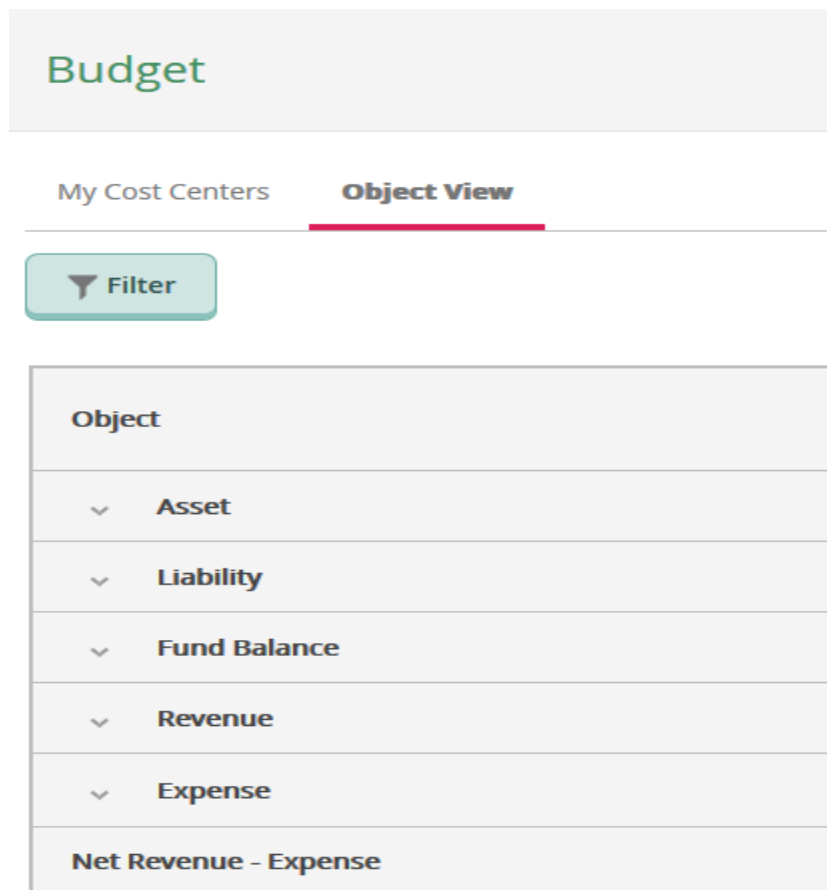 Budget
My Cost Centers Object View
Filter
Object
Asset
Liability
Fund Balance
Revenue
Expense
Net Revenue - Expense